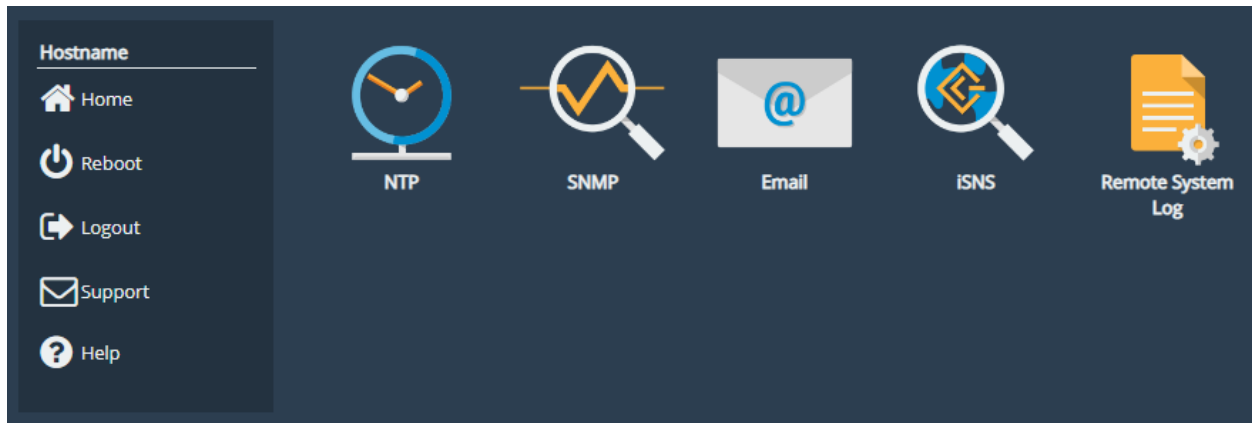 Hostname
Home
Reboot
Logout
Support
Help
NTP
SNMP
@
Email
iSNS
Remote System
Log